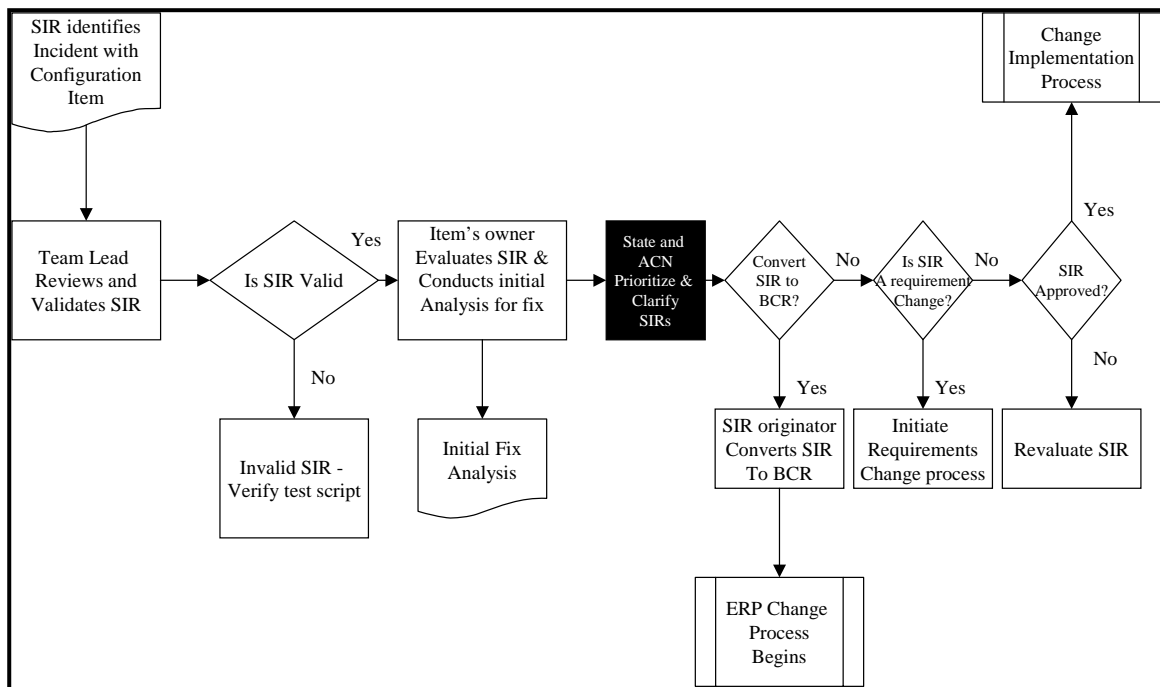 SIR identifies
Incident with
Configuration
Item
Change
Implementation
Process
Team Lead
Reviews and
Validates SIR
Is SIR Valid
Yes
No
Invalid SIR -
Verify test script
Item's owner
Evaluates SIR &
Conducts initial
Analysis for fix
Initial Fix
Analysis
State and
ACN
Prioritize &
Clarify
SIRs
Convert
SIR to
BCR?
No
Yes
SIR originator
Converts SIR
To BCR
ERP Change
Process
Begins
Is SIR
A requirement
Change?
No
Yes
Initiate
Requirements
Change process
SIR
Approved?
Yes
No
Revaluate SIR